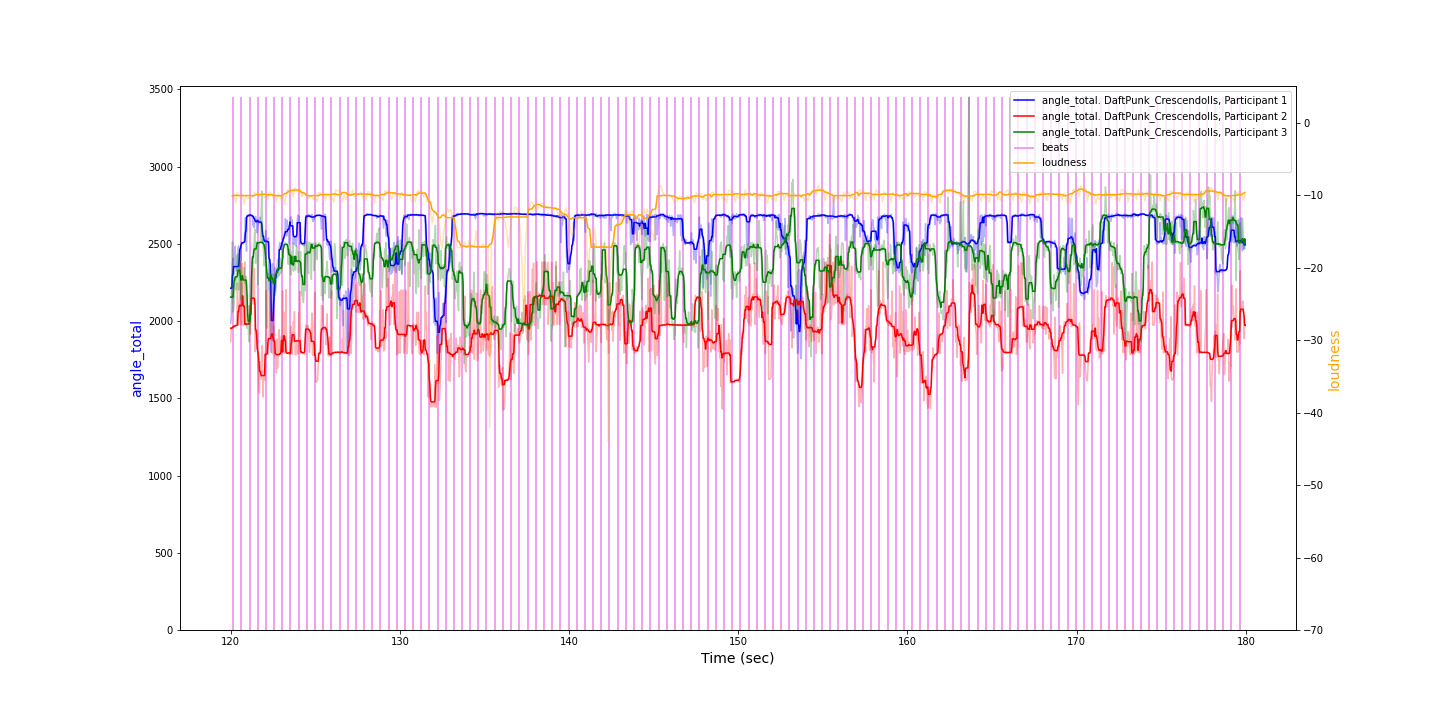 angle_total. DaftPunk_Crescendolls, Participant 1
angle_total. DaftPunk_Crescendolls, Participant 2
angle_total. DaftPunk_Crescendolls, Participant 3
beats
loudness
3500
3000
2500
2000
1500
1000
500
0
angle_total
0
−10
−20
−30
−40
−50
−60
−70
loudness
120
130
140
150
160
170
180
Time (sec)